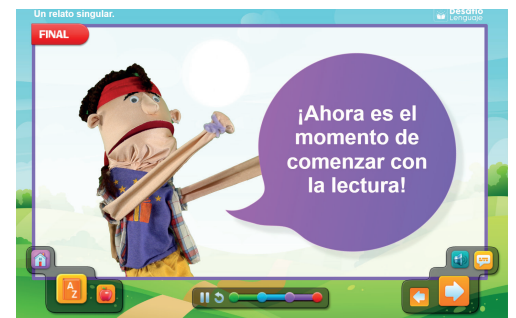 Un relato singular.
Desafío
Lenguaje
FINAL
¡Ahora es el
momento de
comenzar con
la lectura!
A
Z